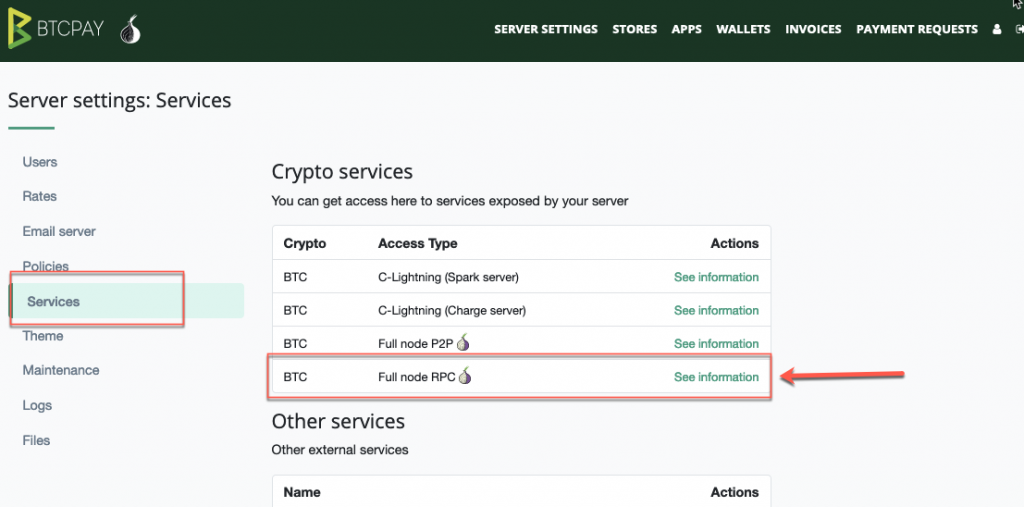 BTCPAY
SERVER SETTINGS STORES APPS WALLETS INVOICES PAYMENT REQUESTS
Server settings: Services
Users
Rates
Email server
Policies
Services
Theme
Maintenance
Logs
Files
Crypto services
You can get access here to services exposed by your server
Crypto Access Type Actions
BTC C-Lightning (Spark server) See information
BTC C-Lightning (Charge server) See information
BTC Full node P2P See information
BTC Full node RPC See information
Other services
Other external services
Name Actions